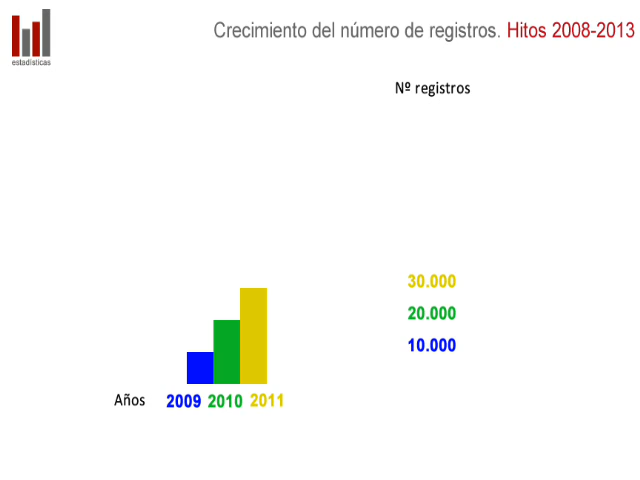 estadísticas
Crecimiento del número de registros. Hitos 2008-2013
Nº registros
30.000
20.000
10.000
Años 2009 2010 2011